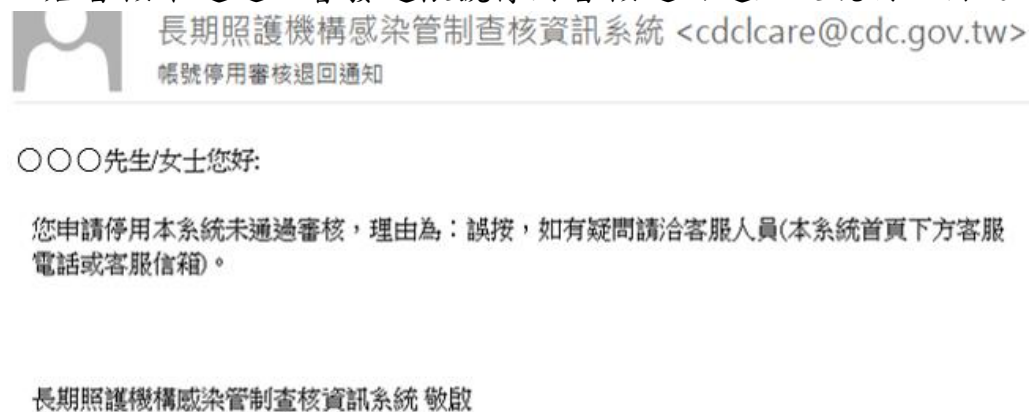 長期照護機構感染管制查核資訊系統 <cdclcare@cdc.gov.tw>
帳號停用審核退回通知
○○○先生/女士您好:
您申請停用本系統未通過審核，理由為：誤按，如有疑問請洽客服人員(本系統首頁下方客服
電話或客服信箱)。
長期照護機構感染管制查核資訊系統 敬啟